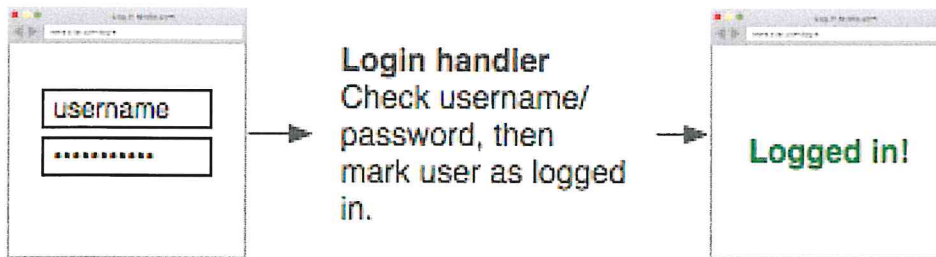 username
***********
Login handler
Check username/
password, then
mark user as logged
in.
Logged in!